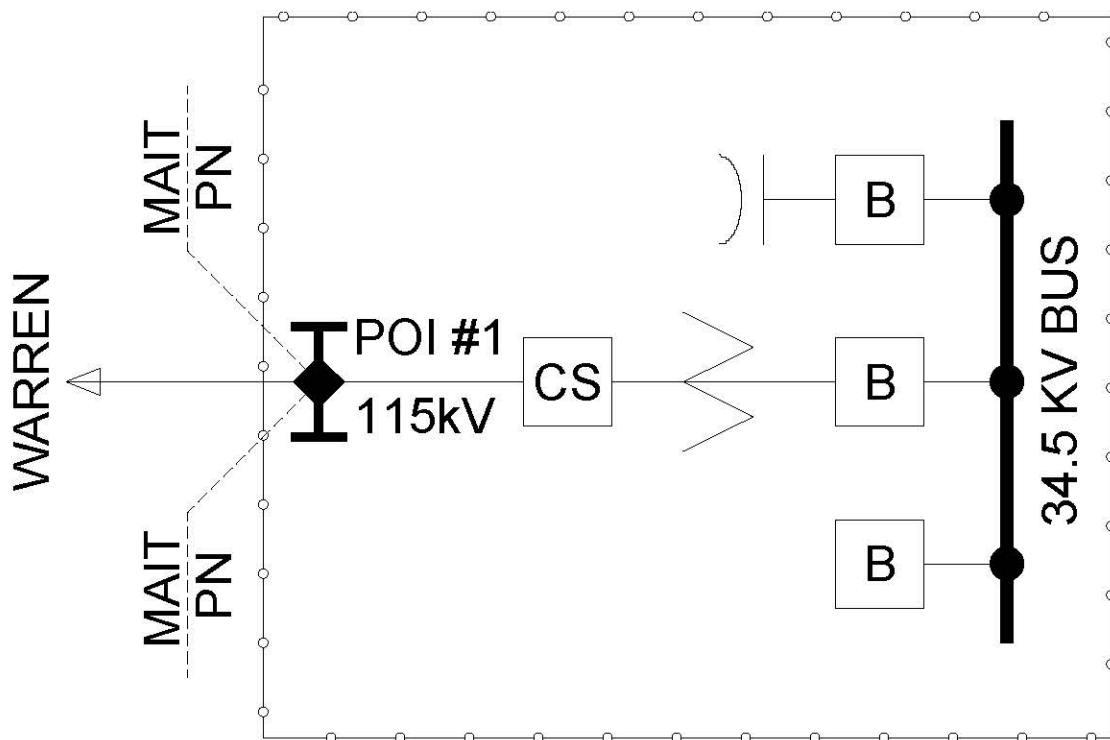 MAIT
PN
WARREN
POI #1
115kV
CS
B
B
B
34.5 KV BUS
MAIT
PN